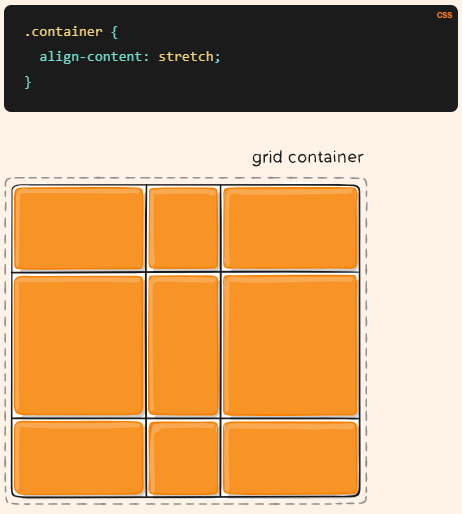 css
.container {
  align-content: stretch;
}
grid container